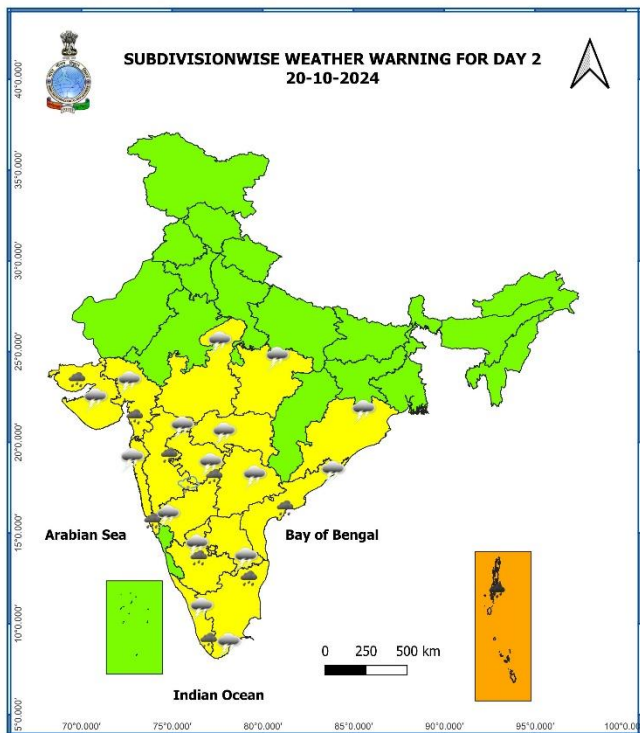 SUBDIVISIONWISE WEATHER WARNING FOR DAY 2
20-10-2024
40°0.000'
35°0.000'
30°0.000'
25°0.000'
20°0.000'
15°0.000'
10°0.000'
5°0.000'
Arabian Sea
Bay of Bengal
0 250 500 km
Indian Ocean
70°0.000' 75°0.000' 80°0.000' 85°0.000' 90°0.000' 95°0.000' 100°0.000'